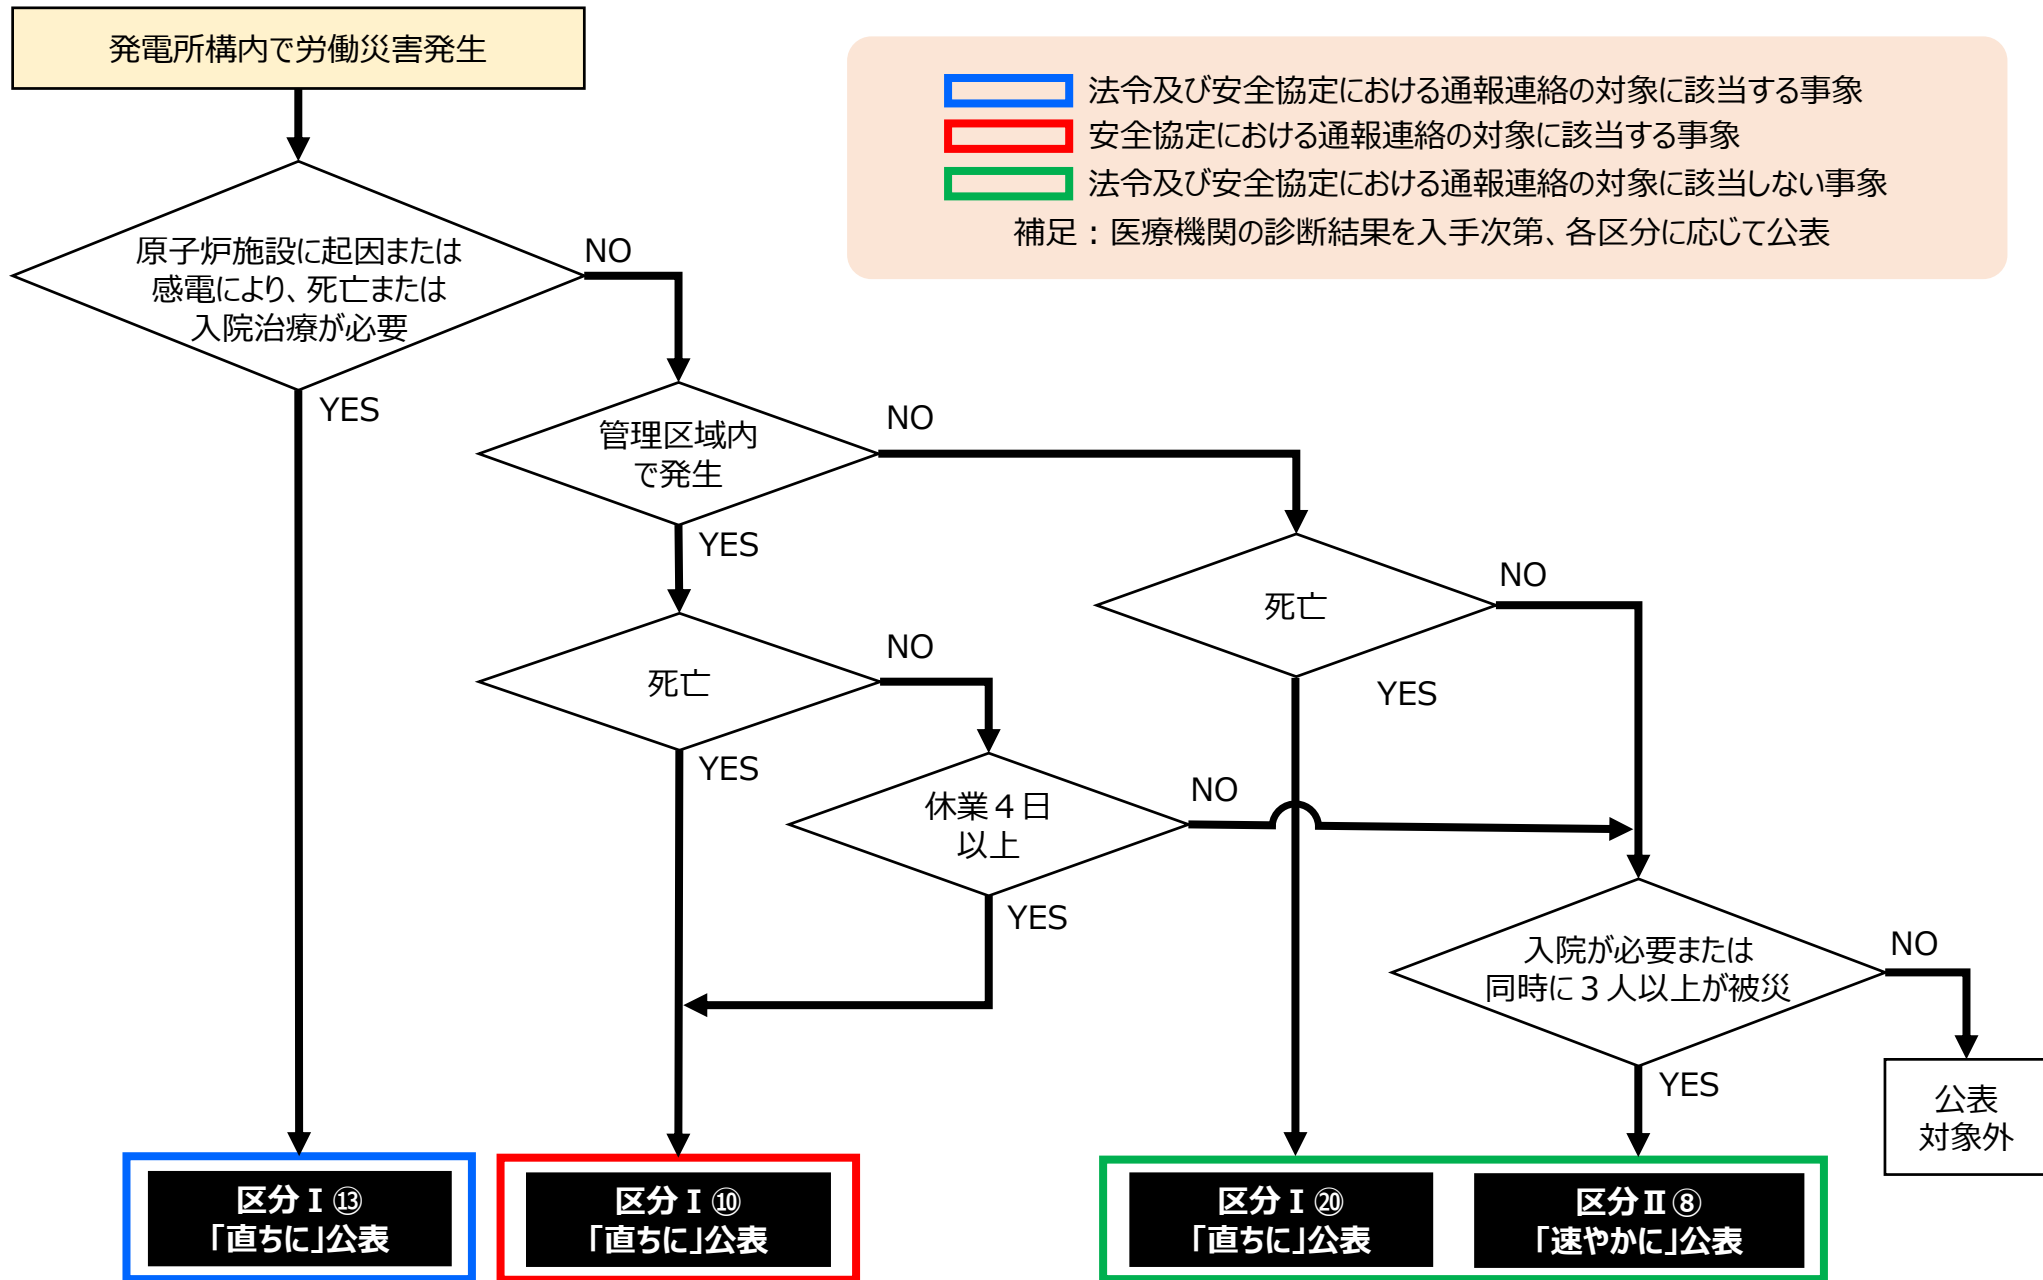 発電所構内で労働災害発生
法令及び安全協定における通報連絡の対象に該当する事象
安全協定における通報連絡の対象に該当する事象
法令及び安全協定における通報連絡の対象に該当しない事象
補足：医療機関の診断結果を入手次第、各区分に応じて公表
原子炉施設に起因または
感電により、死亡または
入院治療が必要
NO
YES
管理区域内
で発生
NO
YES
死亡
NO
YES
死亡
NO
YES
休業４日
以上
NO
YES
入院が必要または
同時に３人以上が被災
NO
YES
公表
対象外
区分Ⅰ⑬
「直ちに」公表
区分Ⅰ⑩
「直ちに」公表
区分Ⅰ⑳
「直ちに」公表
区分Ⅱ⑧
「速やかに」公表